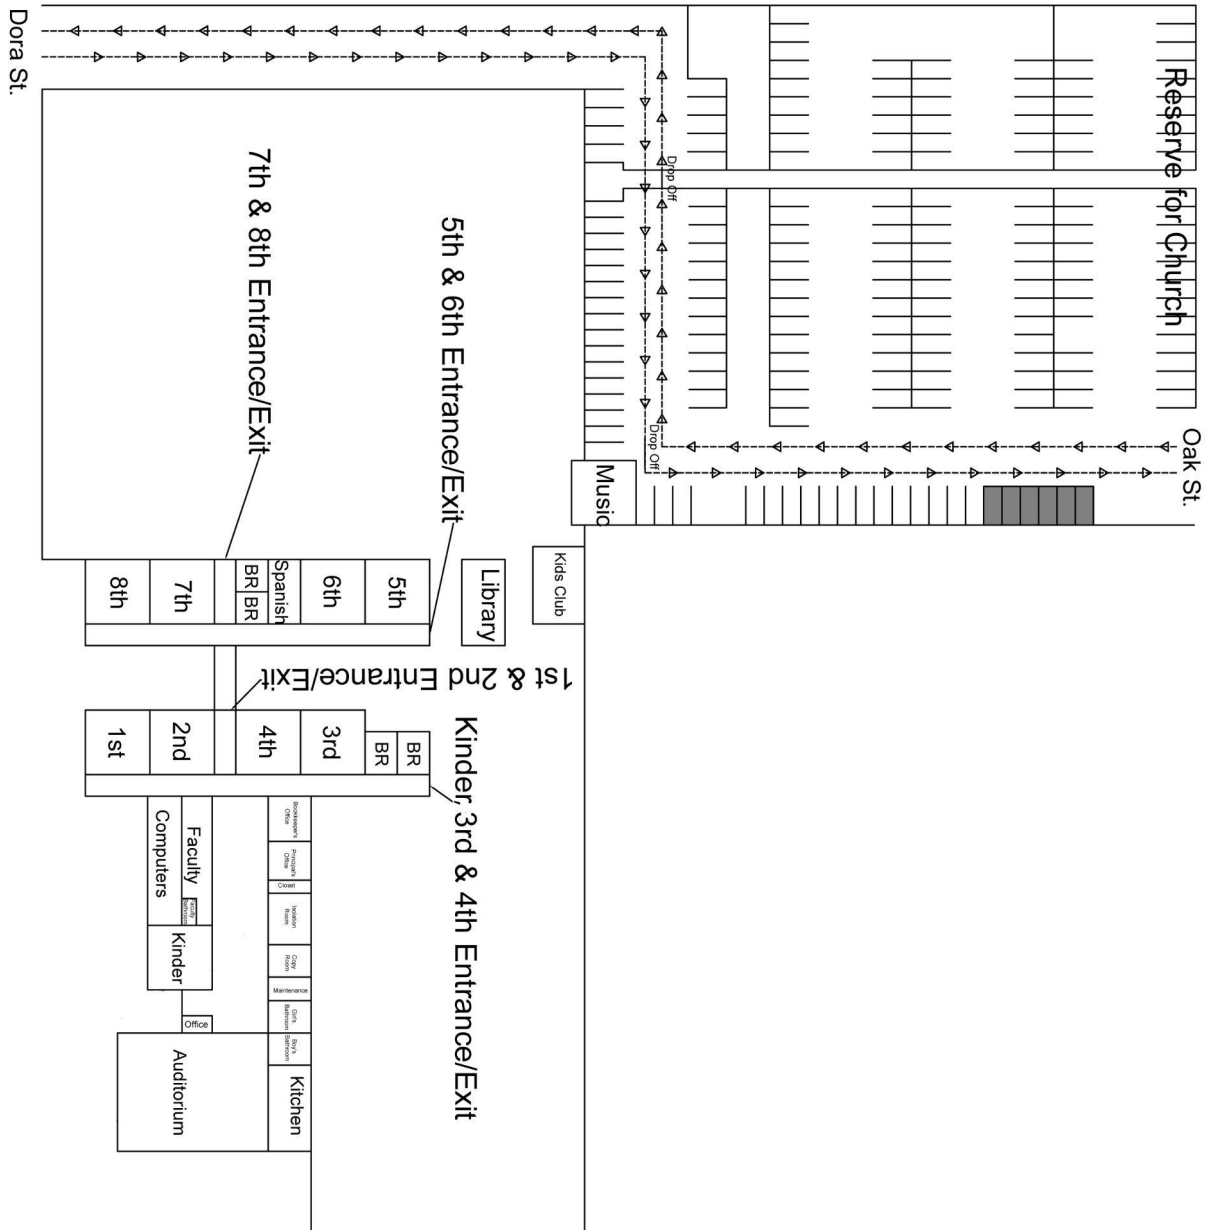 Dora St.
Reserve for Church
Drop Off
Drop Off
Oak St.
7th & 8th Entrance/Exit
5th & 6th Entrance/Exit
Music
Kids Club
Library
8th
7th
BR
BR
Spanish
6th
5th
1st & 2nd Entrance/Exit
1st
2nd
4th
3rd
BR
BR
Kinder, 3rd & 4th Entrance/Exit
Computers
Faculty
Faculty
Bathroom
Kinder
Office
Auditorium
Bookkeeper's
Office
Principal's
Office
Closet
Isolation
Room
Copy
Room
Maintenance
Girl's
Bathroom
Boy's
Bathroom
Kitchen